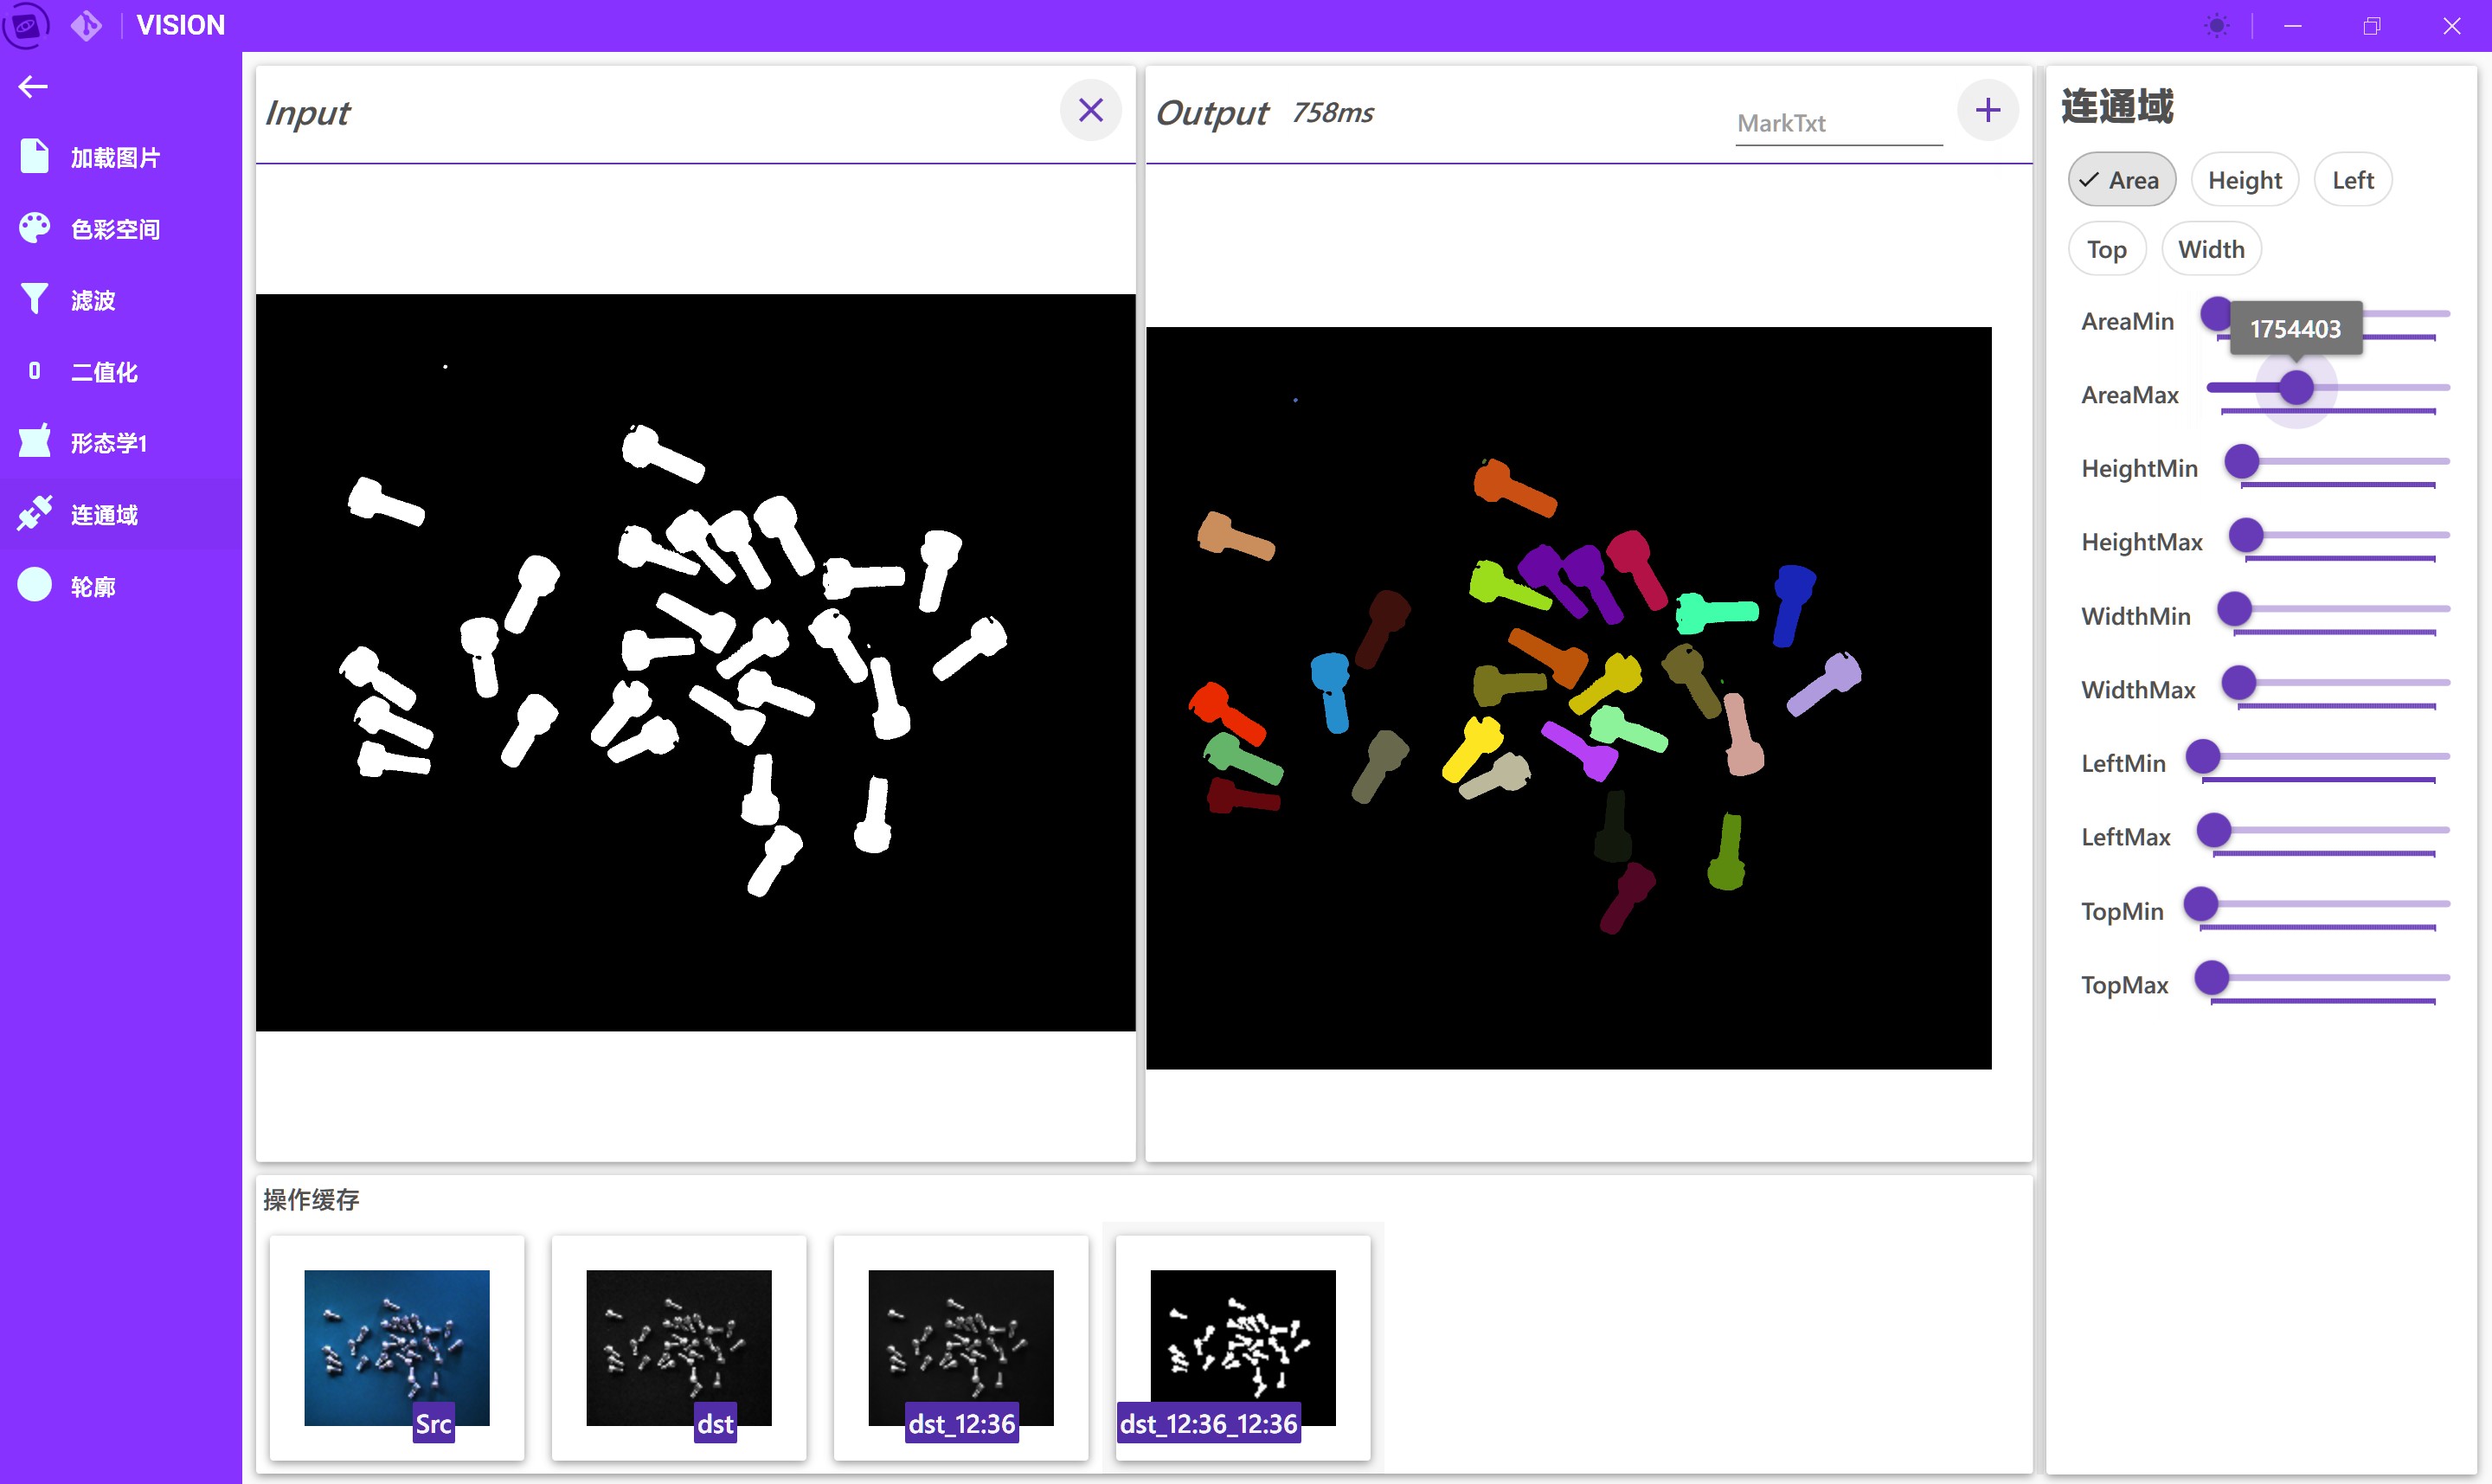 VISION
加载图片
色彩空间
滤波
二值化
形态学1
连通域
轮廓
Input
Output 758ms
MarkTxt
操作缓存
Src
dst
dst_12:36
dst_12:36_12:36
连通域
Area Height Left
Top Width
AreaMin
1754403
AreaMax
HeightMin
HeightMax
WidthMin
WidthMax
LeftMin
LeftMax
TopMin
TopMax